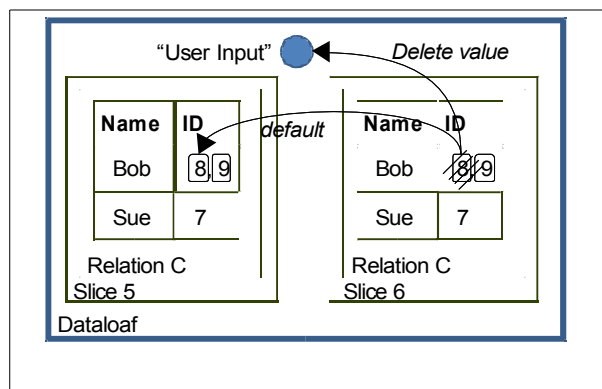 “User Input” Delete value
Name ID default Name ID
Bob 8, 9 Bob 8, 9
Sue 7 Sue 7
Relation C Relation C
Slice 5 Slice 6
Dataloaf